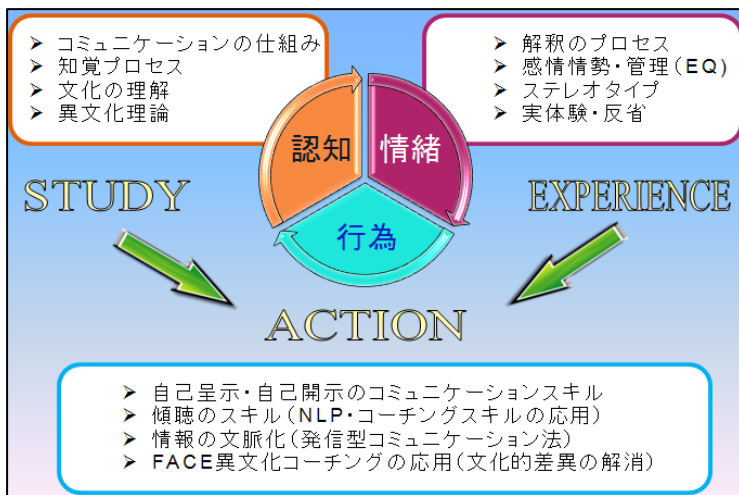 ➢ コミュニケーションの仕組み
➢ 知覚プロセス
➢ 文化の理解
➢ 異文化理論
➢ 解釈のプロセス
➢ 感情情勢・管理(EQ)
➢ ステレオタイプ
➢ 実体験・反省
認知
情緒
行為
STUDY
EXPERIENCE
ACTION
➢ 自己呈示・自己開示のコミュニケーションスキル
➢ 傾聴のスキル(NLP・コーチングスキルの応用)
➢ 情報の文脈化(発信型コミュニケーション法)
➢ FACE異文化コーチングの応用(文化的差異の解消)